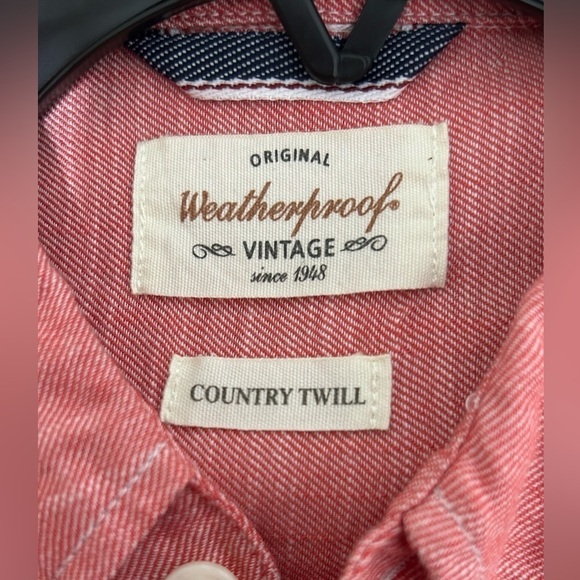 ORIGINAL
Weatherproof
VINTAGE
since 1948
COUNTRY TWILL